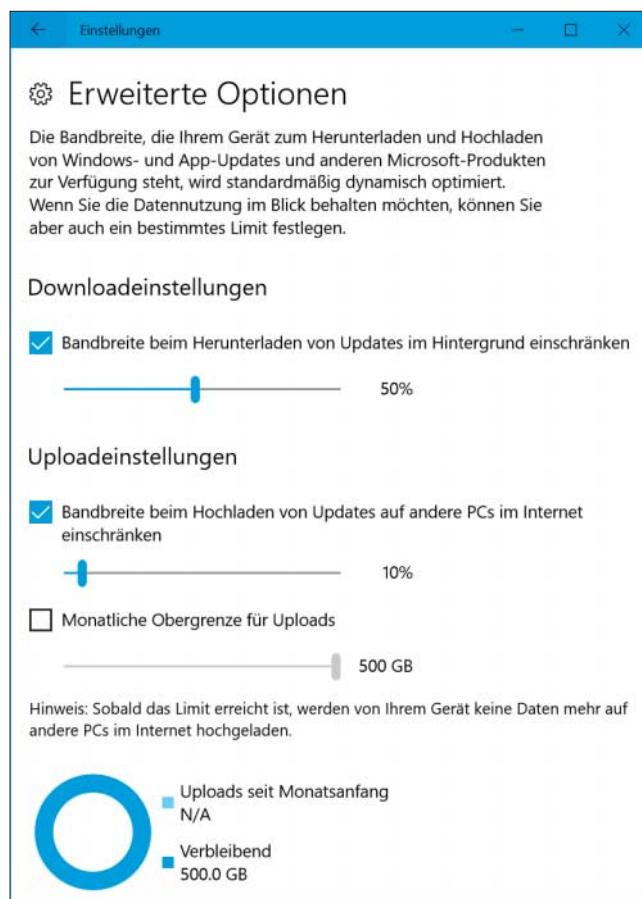 Einstellungen
Erweiterte Optionen
Die Bandbreite, die Ihrem Gerät zum Herunterladen und Hochladen
von Windows- und App-Updates und anderen Microsoft-Produkten
zur Verfügung steht, wird standardmäßig dynamisch optimiert.
Wenn Sie die Datennutzung im Blick behalten möchten, können Sie
aber auch ein bestimmtes Limit festlegen.
Downloadeinstellungen
Bandbreite beim Herunterladen von Updates im Hintergrund einschränken
50%
Uploadeinstellungen
Bandbreite beim Hochladen von Updates auf andere PCs im Internet
einschränken
10%
Monatliche Obergrenze für Uploads
500 GB
Hinweis: Sobald das Limit erreicht ist, werden von Ihrem Gerät keine Daten mehr auf
andere PCs im Internet hochgeladen.
Uploads seit Monatsanfang
N/A
Verbleibend
500.0 GB